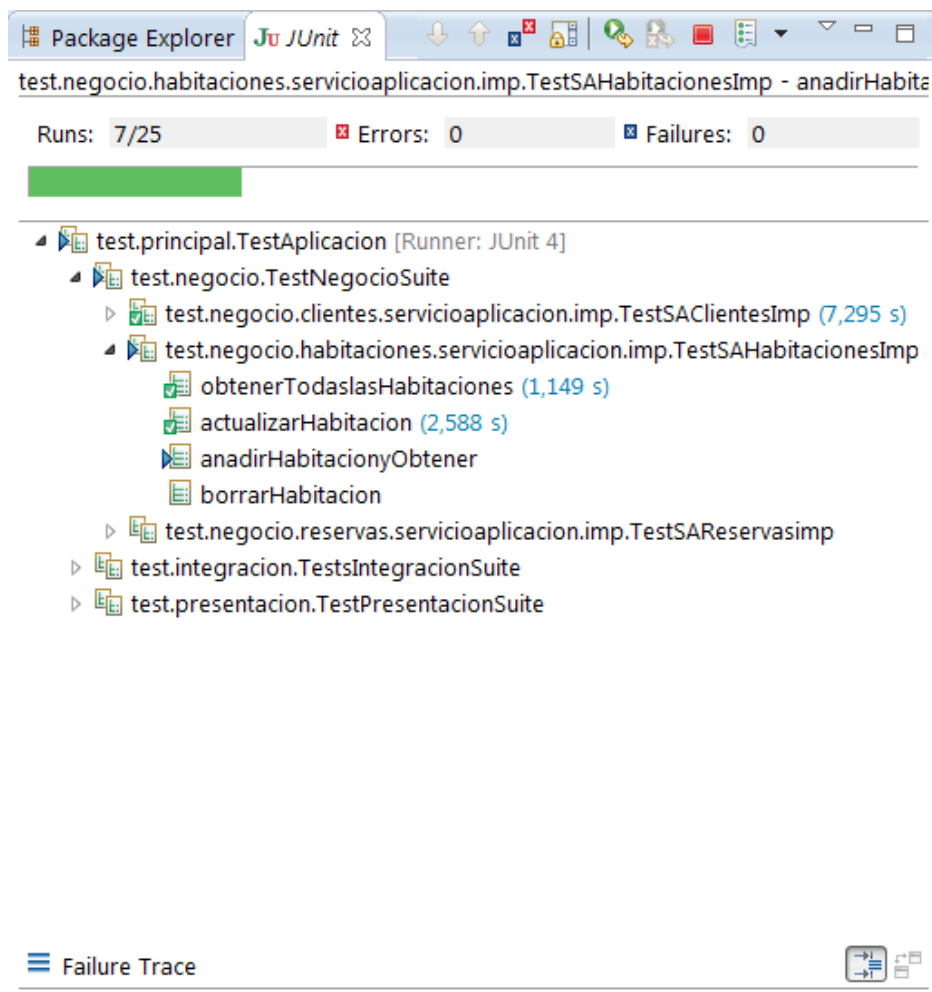 Package Explorer JU JUnit
test.negocio.habitaciones.servicioaplicacion.imp.TestSAHabitacionesImp - anadirHabita
Runs: 7/25 Errors: 0 Failures: 0
test.principal.TestAplicacion [Runner: JUnit 4]
test.negocio.TestNegocioSuite
test.negocio.clientes.servicioaplicacion.imp.TestSAClientesImp (7,295 s)
test.negocio.habitaciones.servicioaplicacion.imp.TestSAHabitacionesImp
obtenerTodaslasHabitaciones (1,149 s)
actualizarHabitacion (2,588 s)
anadirHabitacionyObtener
borrarHabitacion
test.negocio.reservas.servicioaplicacion.imp.TestSAReservasimp
test.integracion.TestsIntegracionSuite
test.presentacion.TestPresentacionSuite
Failure Trace